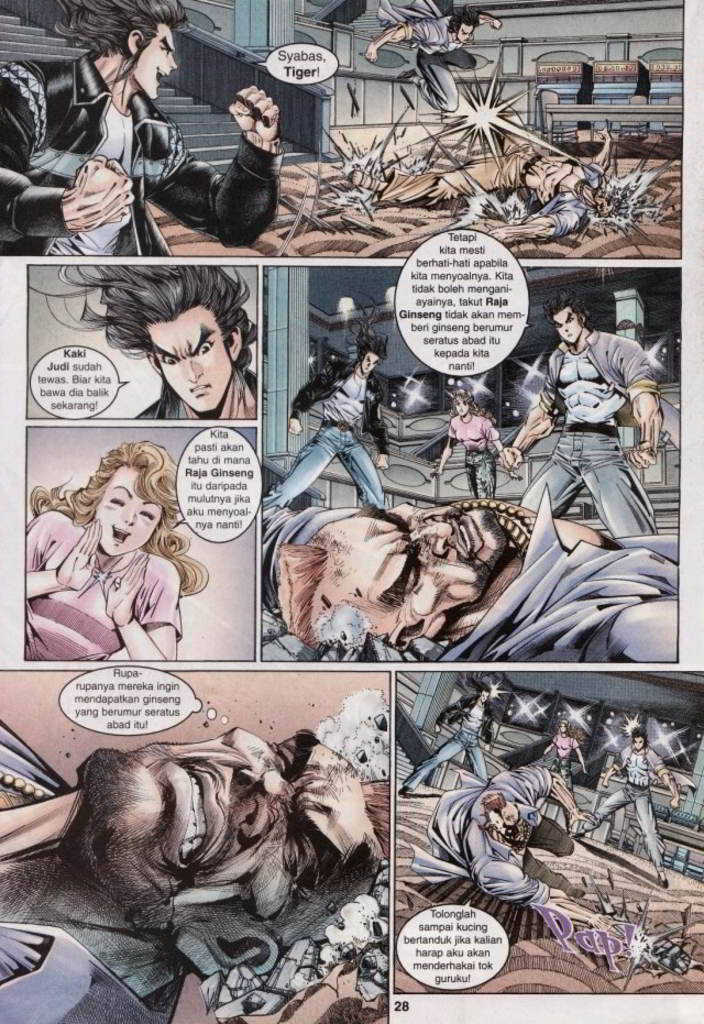 Syabas,
Tiger!
Tetapi
kita mesti
berhati-hati apabila
kita menyoalnya. Kita
tidak boleh mengani-
ayainya, takut Raja
Ginseng tidak akan mem-
beri ginseng berumur
seratus abad itu
kepada kita
nanti!
Kaki
Judi sudah
tewas. Biar kita
bawa dia balik
sekarang!
Kita
pasti akan
tahu di mana
Raja Ginseng
itu daripada
mulutnya jika
aku menyoal-
nya nanti!
Rupa-
rupanya mereka ingin
mendapatkan ginseng
yang berumur seratus
abad itu!
Tolonglah
sampai kucing
bertanduk jika kalian
harap aku akan
menderhakai tok
guruku!
Pap!
28